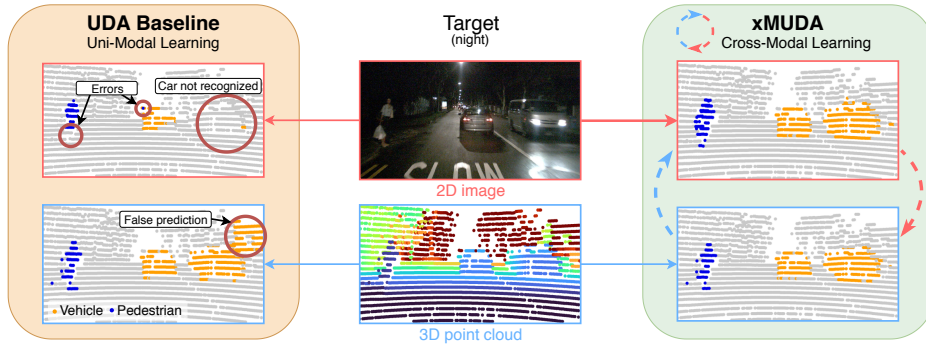 UDA Baseline
Uni-Modal Learning
Errors
Car not recognized
False prediction
Vehicle
Pedestrian
Target
(night)
SLOW
2D image
3D point cloud
xMUDA
Cross-Modal Learning